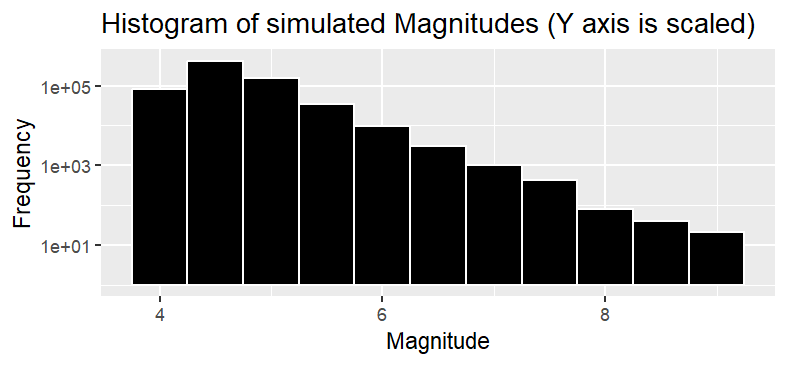 Histogram of simulated Magnitudes (Y axis is scaled)
1e+05
1e+03
1e+01
Frequency
4 6 8
Magnitude